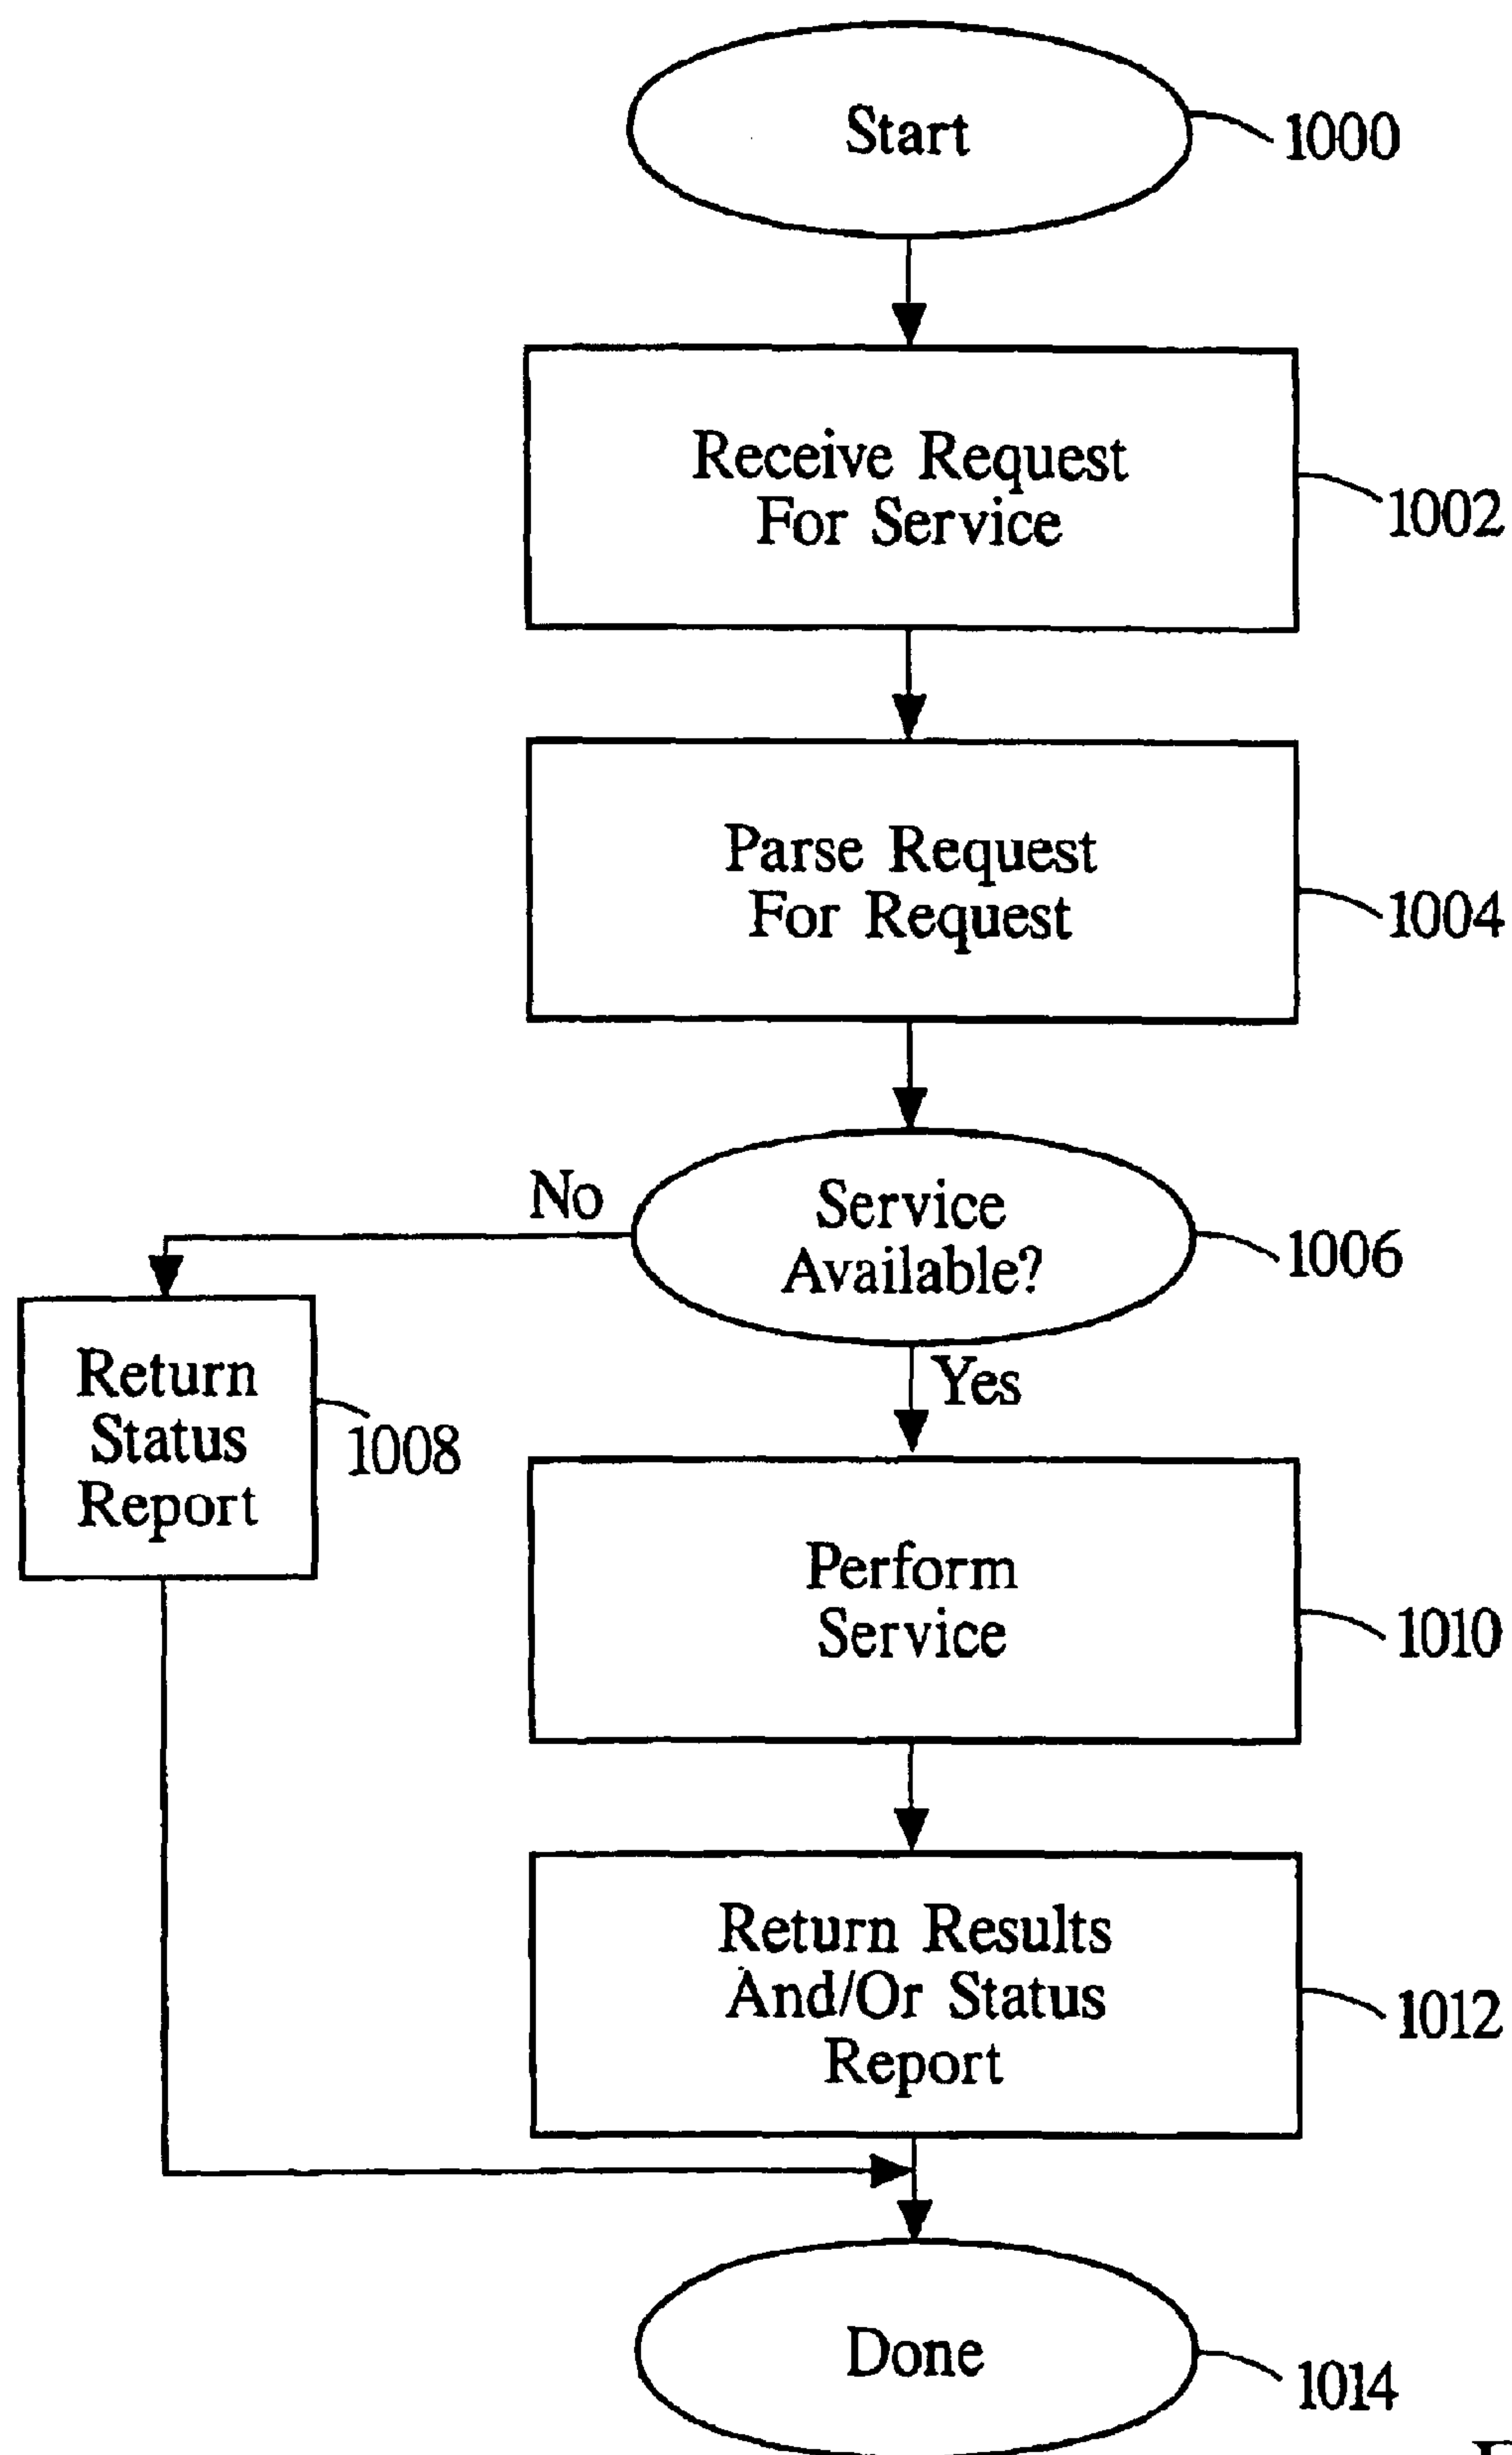 Start
1000
Receive Request
For Service
1002
Parse Request
For Request
1004
No
Service
Available?
1006
Yes
Return
Status
Report
1008
Perform
Service
1010
Return Results
And/Or Status
Report
1012
Done
1014